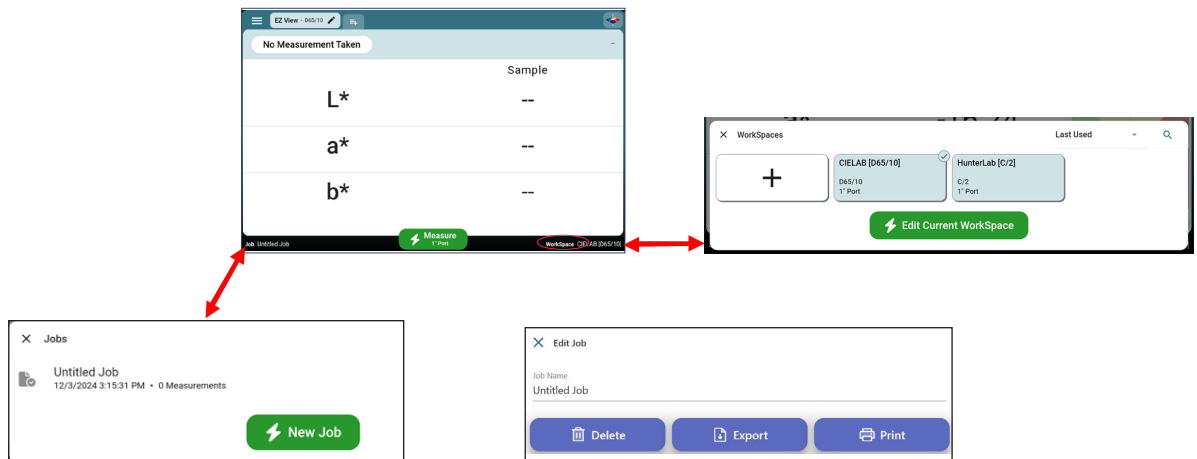 EZ View - D65/10
No Measurement Taken
-
Sample
L*
--
a*
--
b*
--
Measure
1" Port
Job Untitled Job
WorkSpace CIELAB [D65/10]
WorkSpaces
Last Used
CIELAB [D65/10]
D65/10
1" Port
HunterLab [C/2]
C/2
1" Port
Edit Current WorkSpace
Jobs
Untitled Job
12/3/2024 3:15:31 PM • 0 Measurements
New Job
Edit Job
Job Name
Untitled Job
Delete
Export
Print